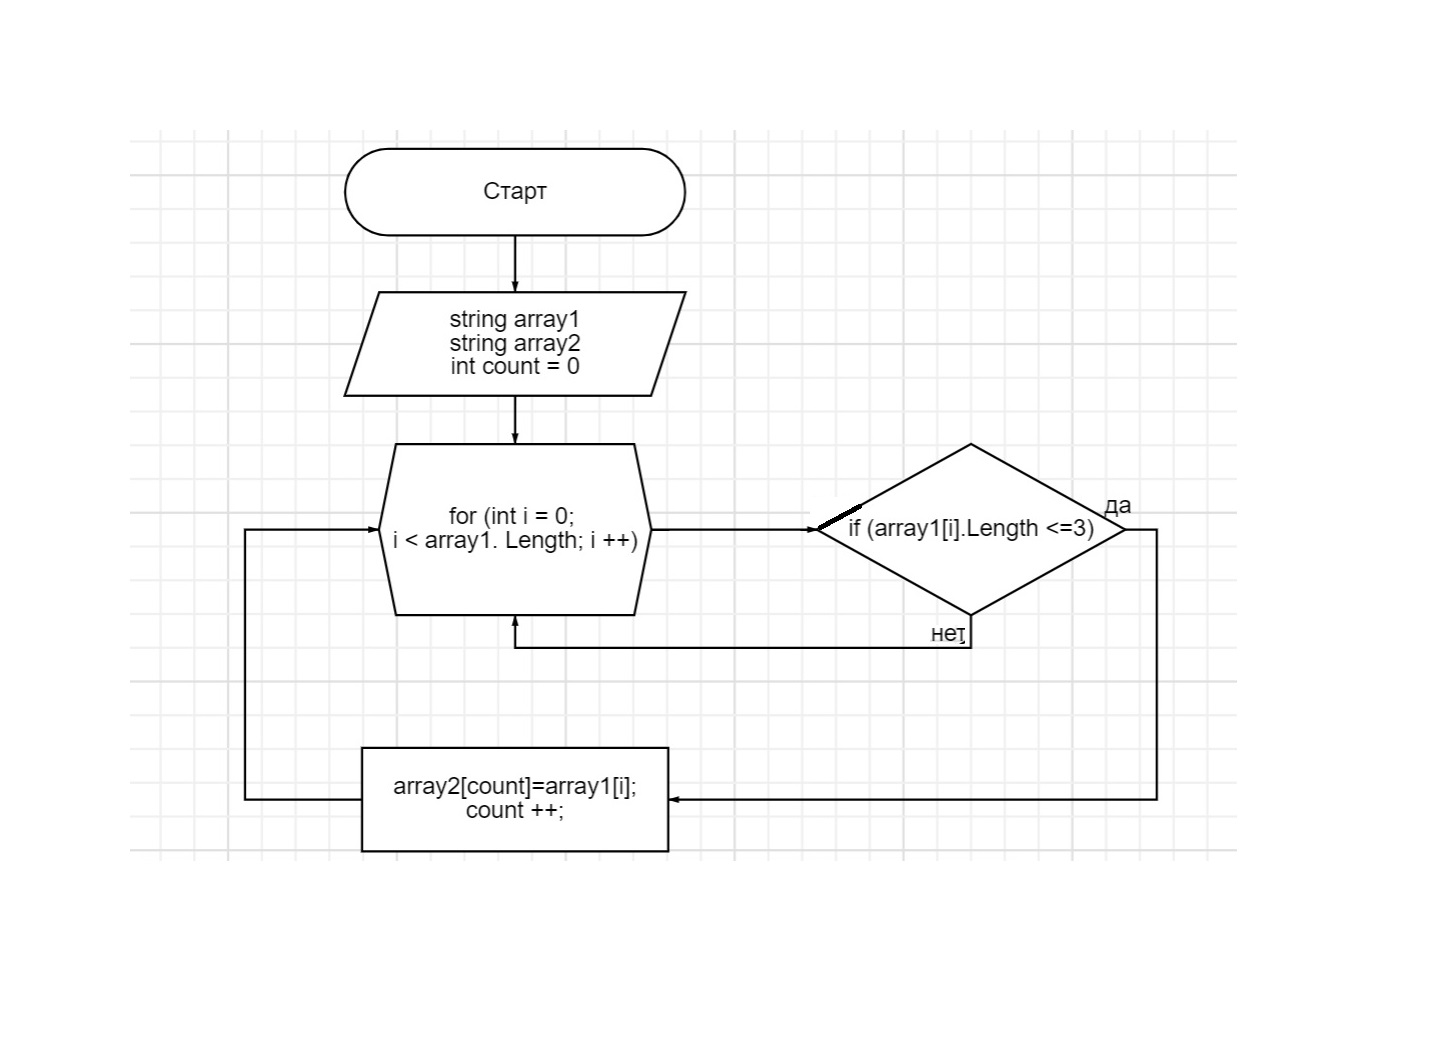 Старт
string array1
string array2
int count = 0
for (int i = 0;
i < array1. Length; i ++)
if (array1[i].Length <=3)
да
нет
array2[count]=array1[i];
count ++;